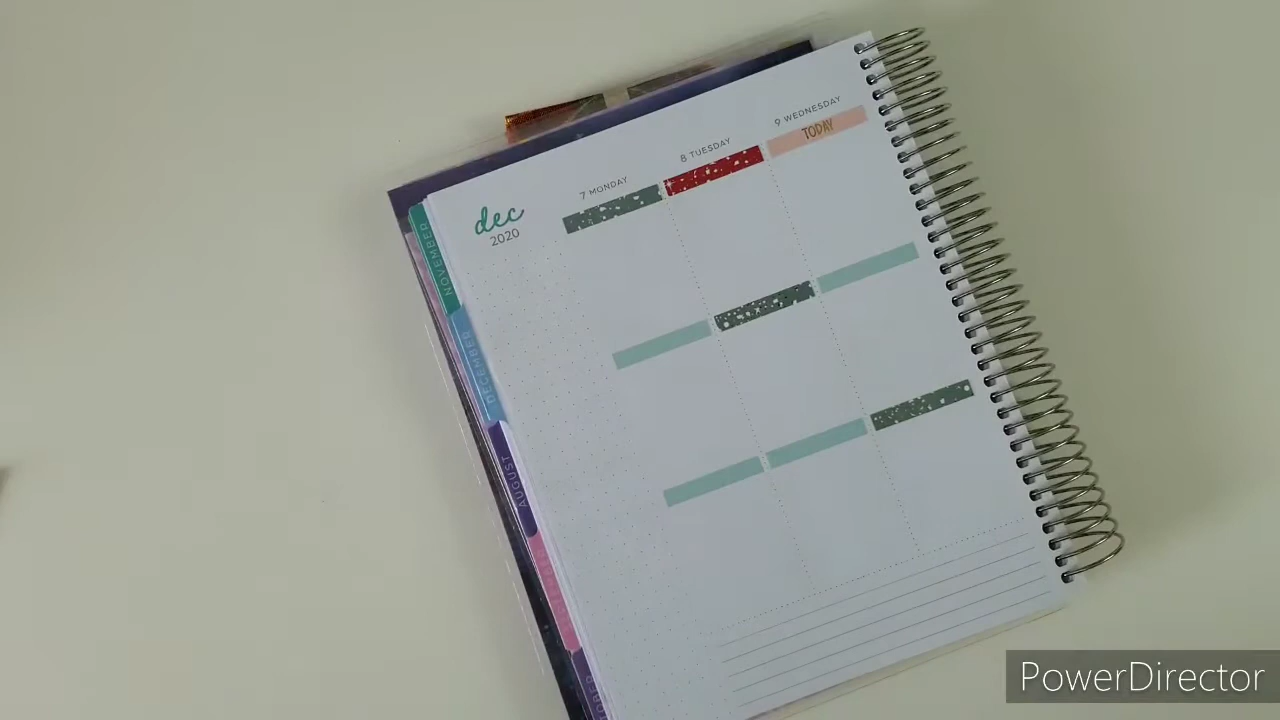 dec
2020
7 MONDAY
8 TUESDAY
9 WEDNESDAY
TODAY
NOVEMBER
DECEMBER
AUGUST
PowerDirector